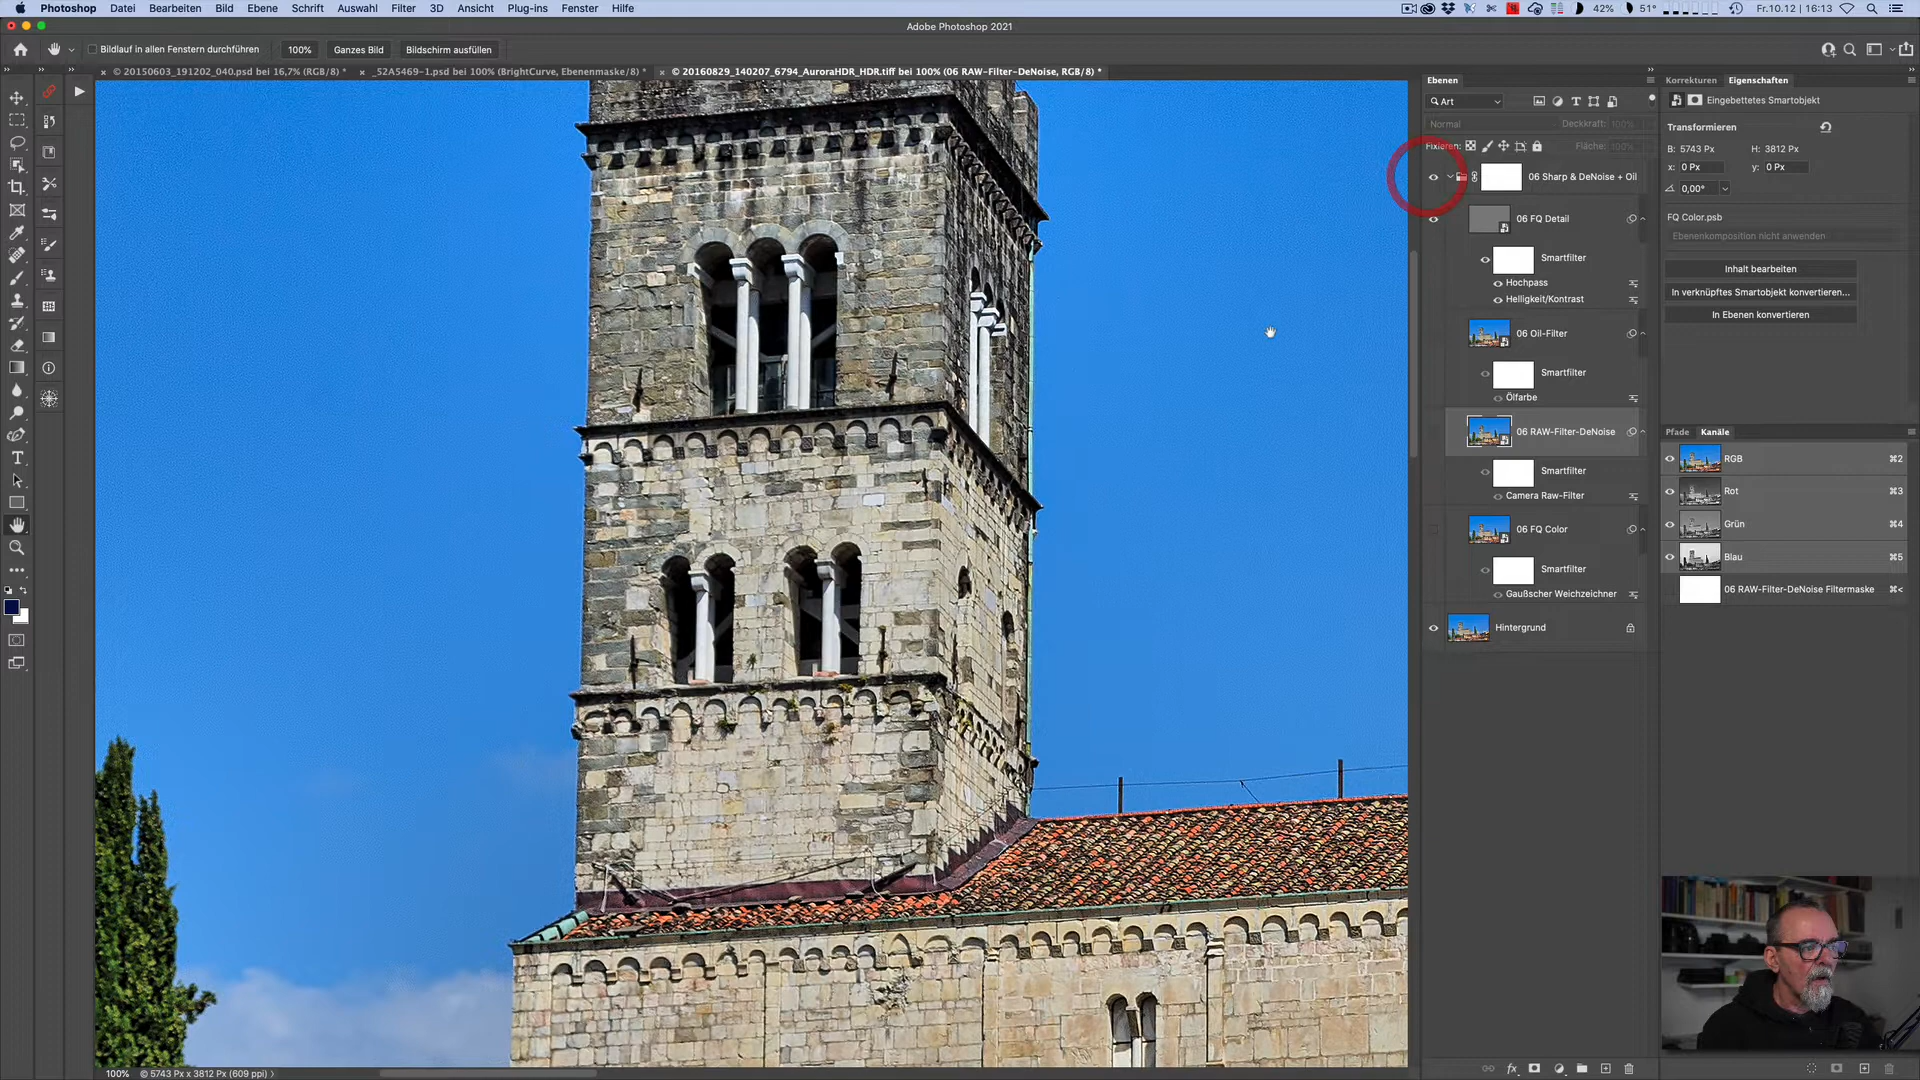 Photoshop Datei Bearbeiten Bild Ebene Schrift Auswahl Filter 3D Ansicht Plug-ins Fenster Hilfe 42% 51° Fr.10.12 | 16:13
Adobe Photoshop 2021
Bildlauf in allen Fenstern durchführen 100% Ganzes Bild Bildschirm ausfüllen
× © 20150603_191202_040.psd bei 16,7% (RGB/8) * × _52A5469-1.psd bei 100% (BrightCurve, Ebenenmaske/8) * × © 20160829_140207_6794_AuroraHDR_HDR.tiff bei 100% (06 RAW-Filter-DeNoise, RGB/8) *
Ebenen
Art
Normal Deckkraft: 100%
Fixieren: Fläche: 100%
06 Sharp & DeNoise + Oil
06 FQ Detail
Smartfilter
Hochpass
Helligkeit/Kontrast
06 Oil-Filter
Smartfilter
Ölfarbe
06 RAW-Filter-DeNoise
Smartfilter
Camera Raw-Filter
06 FQ Color
Smartfilter
Gaußscher Weichzeichner
Hintergrund
Korrekturen Eigenschaften
Eingebettetes Smartobjekt
Transformieren
B: 5743 Px H: 3812 Px
x: 0 Px y: 0 Px
0,00°
FQ Color.psb
Ebenenkomposition nicht anwenden
Inhalt bearbeiten
In verknüpftes Smartobjekt konvertieren...
In Ebenen konvertieren
Pfade Kanäle
RGB ⌘2
Rot ⌘3
Grün ⌘4
Blau ⌘5
06 RAW-Filter-DeNoise Filtermaske ⌘<
100% © 5743 Px x 3812 Px (609 ppi) >
fx